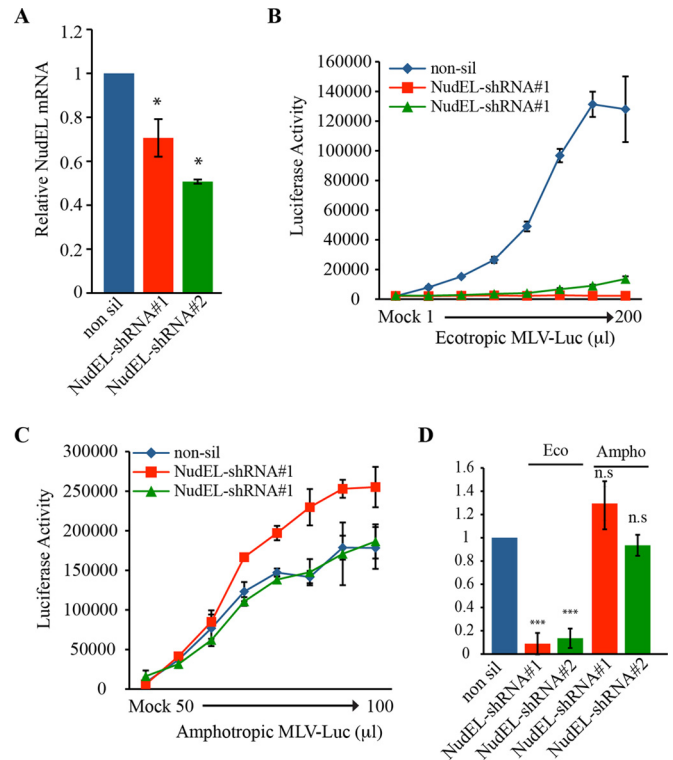 A
1.2
1
0.8
0.6
0.4
0.2
0
Relative NudEL mRNA
*
*
non sil
NudEL-shRNA#1
NudEL-shRNA#2
B
160000
140000
120000
100000
80000
60000
40000
20000
0
Luciferase Activity
non-sil
NudEL-shRNA#1
NudEL-shRNA#1
Mock 1 200
Ecotropic MLV-Luc (µl)
C
300000
250000
200000
150000
100000
50000
0
Luciferase Activity
non-sil
NudEL-shRNA#1
NudEL-shRNA#1
Mock 50 100
Amphotropic MLV-Luc (µl)
D
Eco Ampho
1.6
1.4
1.2
1
0.8
0.6
0.4
0.2
0
n.s
n.s
*** ***
non sil
NudEL-shRNA#1
NudEL-shRNA#2
NudEL-shRNA#1
NudEL-shRNA#2